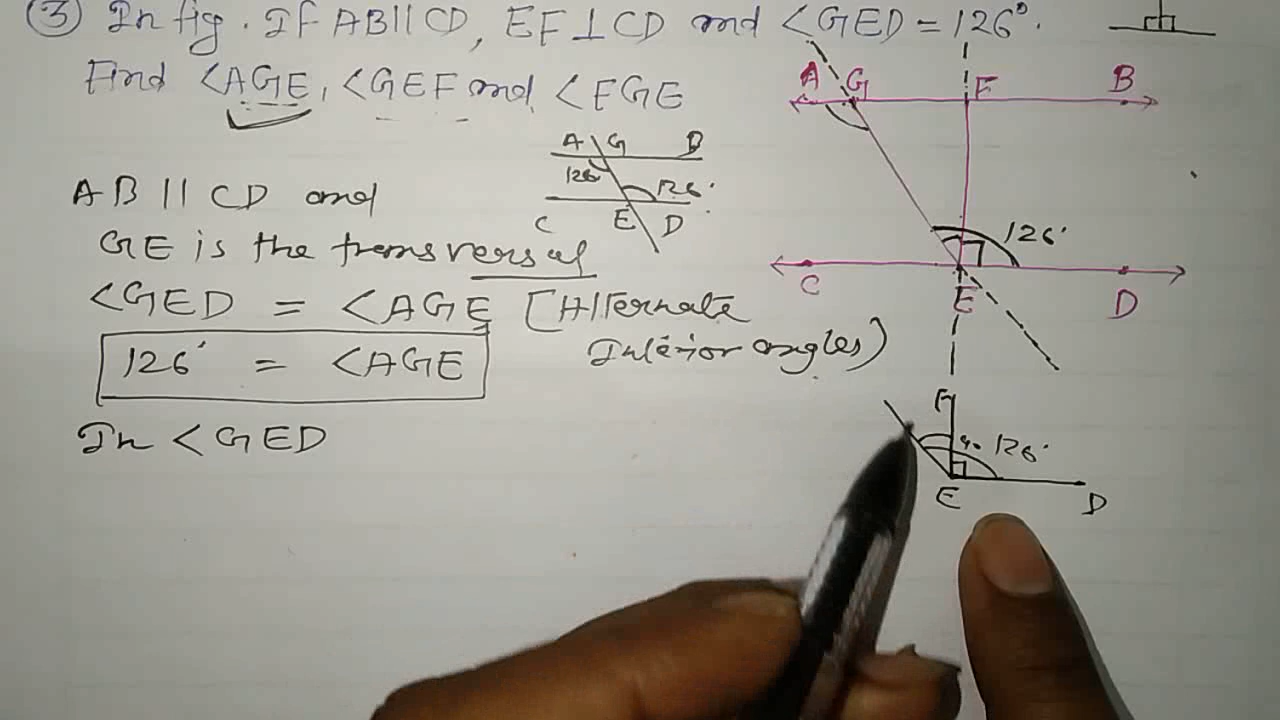 ③ In fig. If AB||CD, EF⊥CD and <GED = 126°.
Find <AGE, <GEF and <FGE
AB || CD and
GE is the transversal
<GED = <AGE [Alternate
Interior angles)
126° = <AGE
In <GED
A G B
126
126°
C E D
A G F B
126°
C E D
G
90 126°
E D